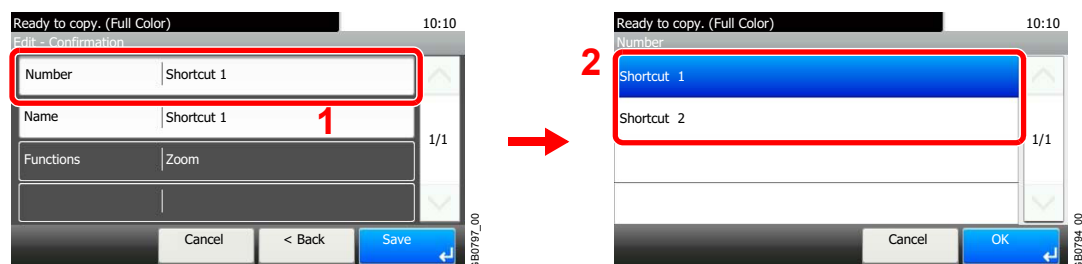 Ready to copy. (Full Color) 10:10
Edit - Confirmation
Number Shortcut 1
Name Shortcut 1
1
1/1
Functions Zoom
Cancel < Back Save
GB0797_00
Ready to copy. (Full Color) 10:10
Number
2
Shortcut 1
Shortcut 2
1/1
Cancel OK
GB0794_00